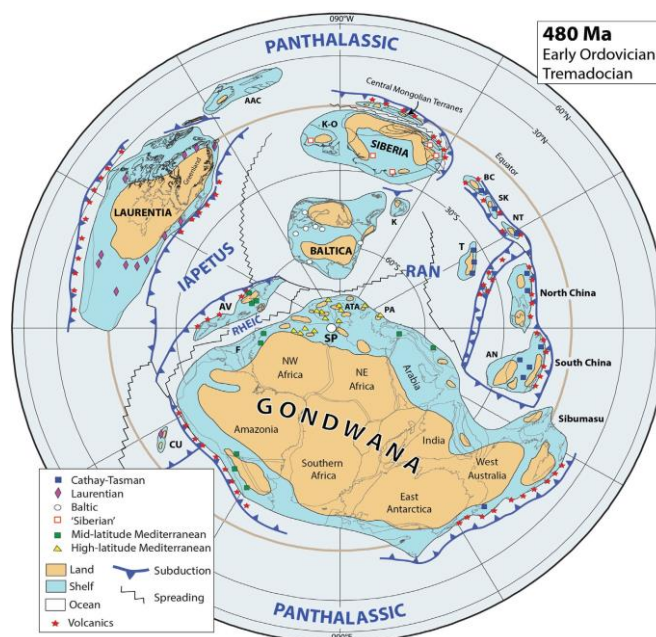 090°W
480 Ma
Early Ordovician
Tremadocian
PANTHALASSIC
60°N
30°N
Equator
30°S
60°S
AAC
Central Mongolian Terranes
K-O
SIBERIA
Greenland
LAURENTIA
BC
SK
NT
K
BALTICA
T
IAPETUS
RAN
North China
AV
RHEIC
ATA
PA
SP
F
AN
South China
NW
Africa
NE
Africa
Arabia
Sibumasu
GONDWANA
Amazonia
India
CU
West
Australia
Southern
Africa
East
Antarctica
Cathay-Tasman
Laurentian
Baltic
'Siberian'
Mid-latitude Mediterranean
High-latitude Mediterranean
Land
Subduction
Shelf
Ocean
Spreading
Volcanics
PANTHALASSIC
090°E